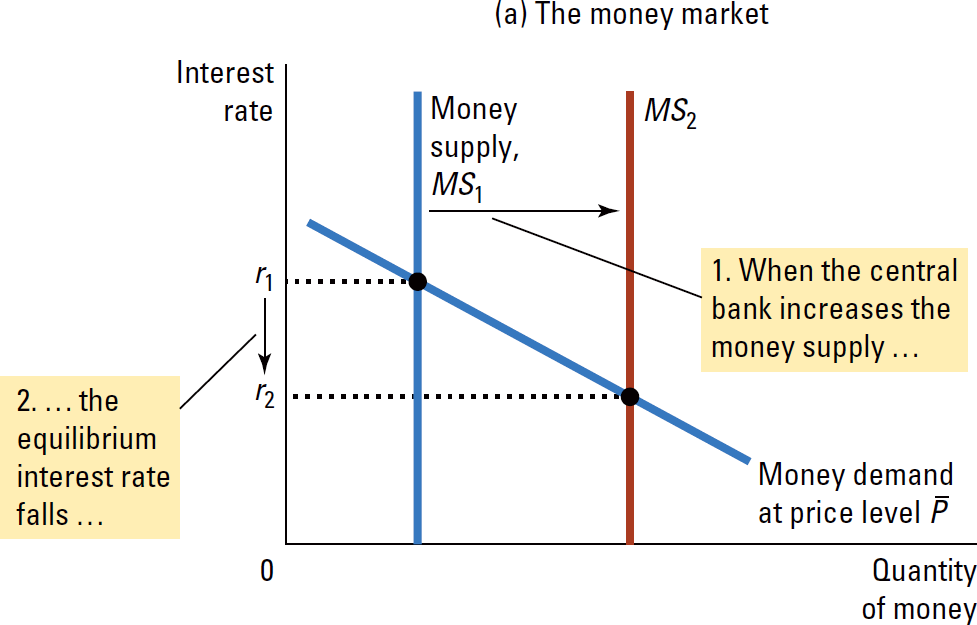 (a) The money market
Interest
rate
Money
supply,
MS₁
MS₂
r₁
1. When the central
bank increases the
money supply …
r₂
2. … the
equilibrium
interest rate
falls …
Money demand
at price level P̅
0
Quantity
of money